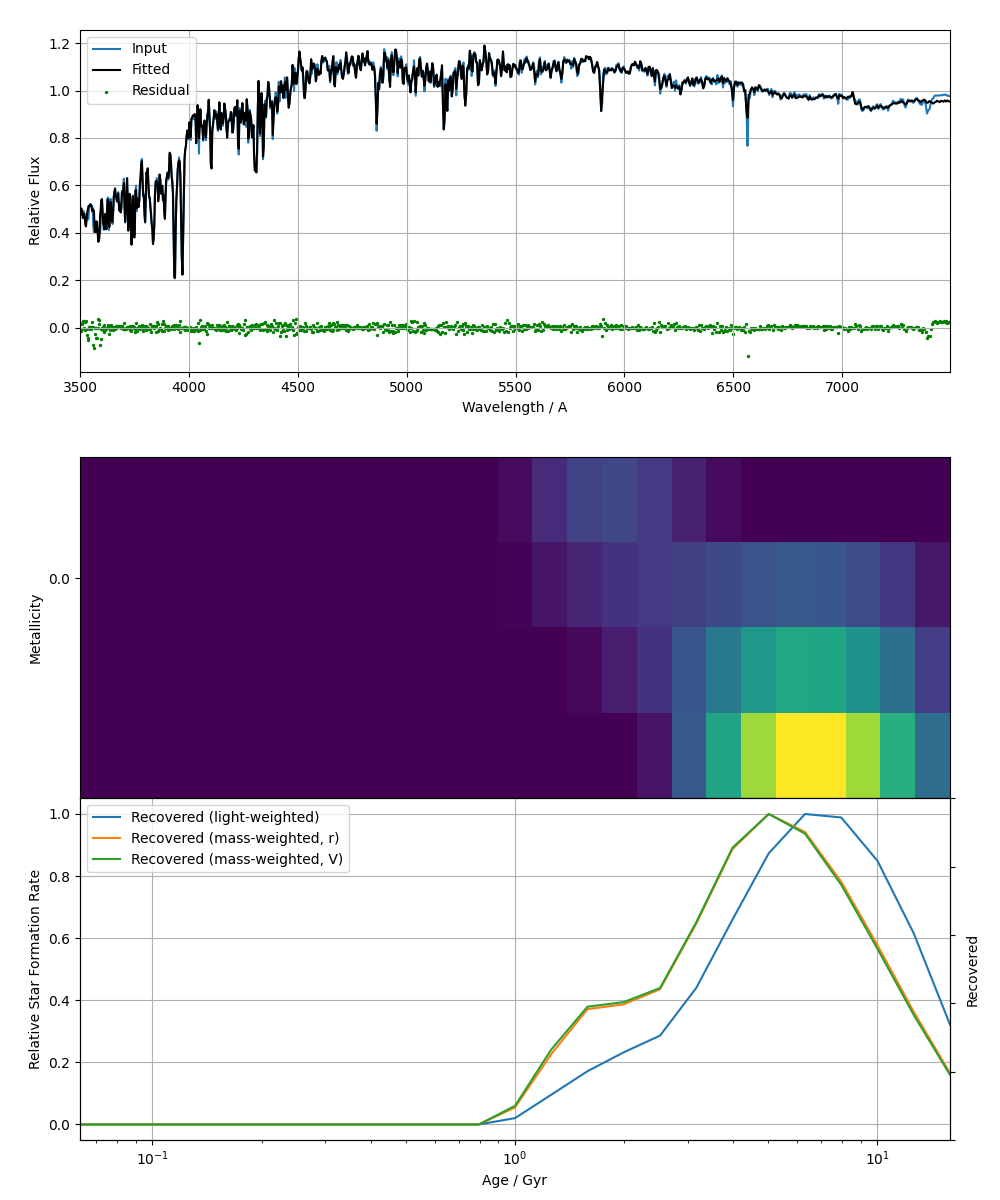 1.2
1.0
0.8
0.6
0.4
0.2
0.0
Relative Flux
Input
Fitted
Residual
3500 4000 4500 5000 5500 6000 6500 7000
Wavelength / A
0.0
Metallicity
1.0
0.8
0.6
0.4
0.2
0.0
Relative Star Formation Rate
Recovered (light-weighted)
Recovered (mass-weighted, r)
Recovered (mass-weighted, V)
Recovered
10⁻¹ 10⁰ 10¹
Age / Gyr